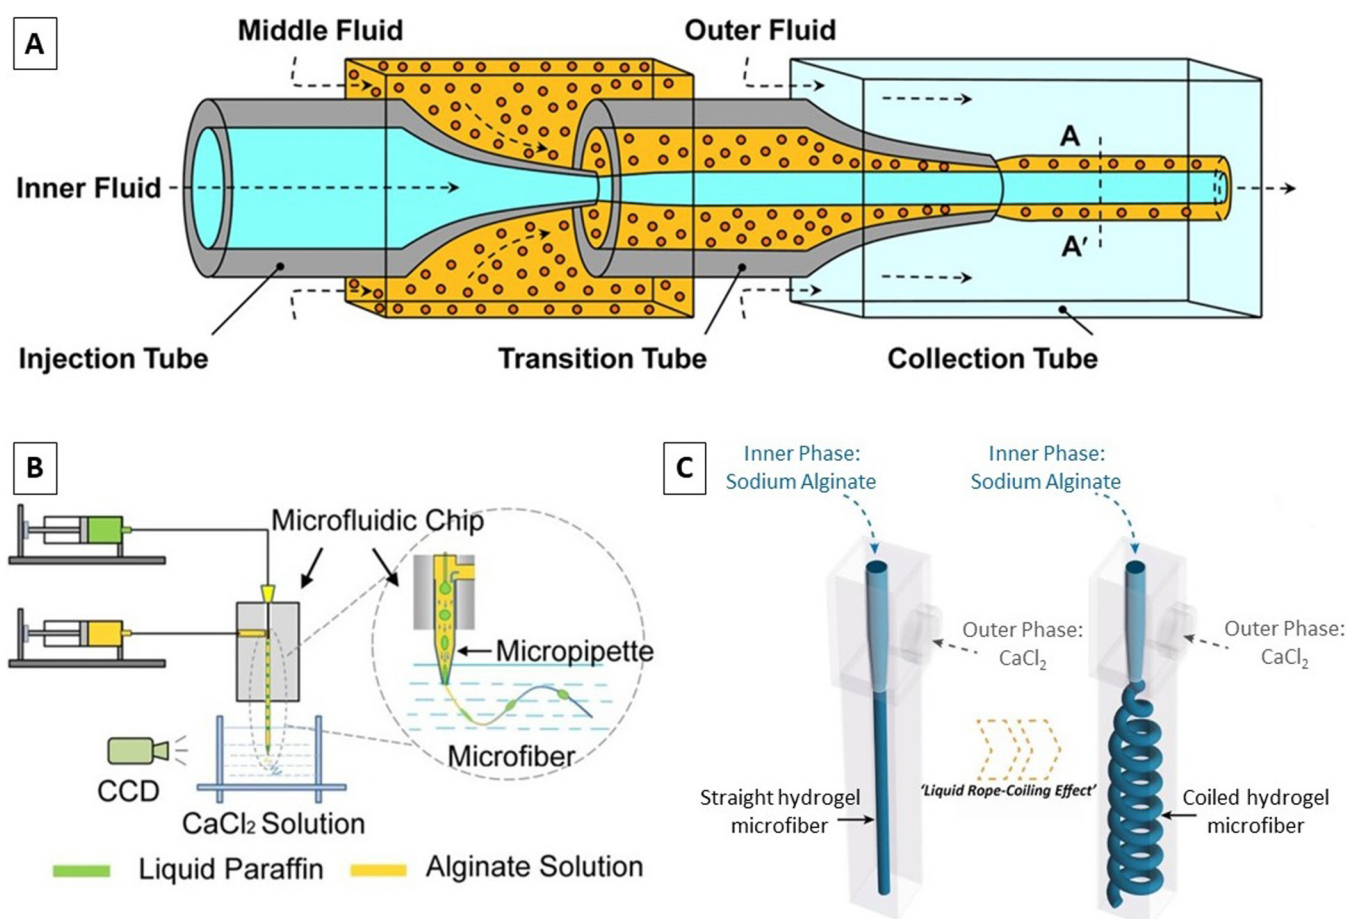 A
Middle Fluid
Outer Fluid
Inner Fluid
A
A′
Injection Tube
Transition Tube
Collection Tube
B
Microfluidic Chip
Micropipette
Microfiber
CCD
CaCl₂ Solution
Liquid Paraffin
Alginate Solution
C
Inner Phase:
Sodium Alginate
Inner Phase:
Sodium Alginate
Outer Phase:
CaCl₂
Outer Phase:
CaCl₂
'Liquid Rope-Coiling Effect'
Straight hydrogel
microfiber
Coiled hydrogel
microfiber